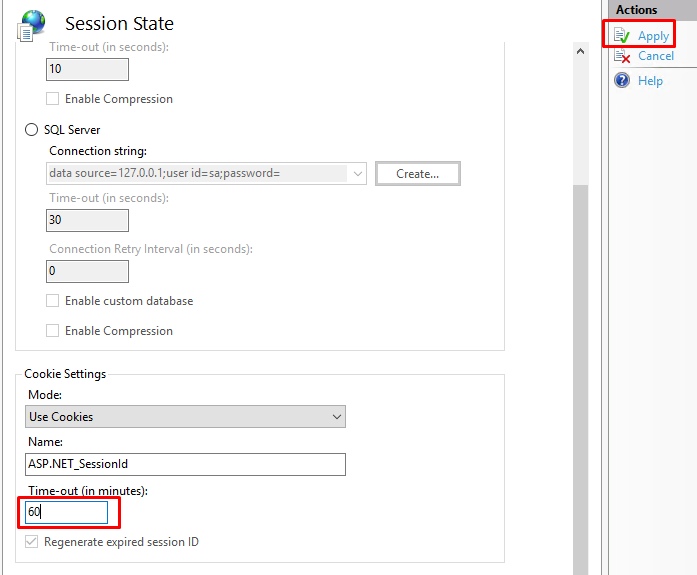 Session State
Time-out (in seconds):
10
Enable Compression
SQL Server
Connection string:
data source=127.0.0.1;user id=sa;password=
Create...
Time-out (in seconds):
30
Connection Retry Interval (in seconds):
0
Enable custom database
Enable Compression
Cookie Settings
Mode:
Use Cookies
Name:
ASP.NET_SessionId
Time-out (in minutes):
60
Regenerate expired session ID
Actions
Apply
Cancel
Help